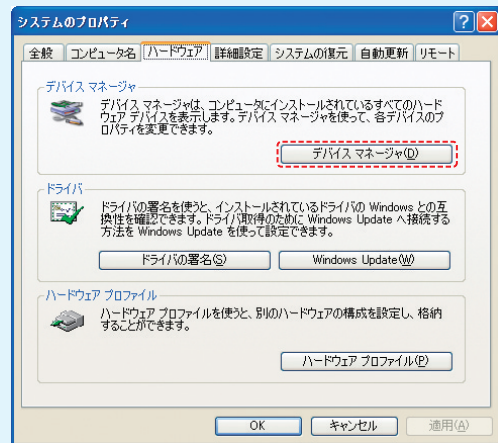 システムのプロパティ
全般 コンピュータ名 ハードウェア 詳細設定 システムの復元 自動更新 リモート
デバイス マネージャ
デバイス マネージャは、コンピュータにインストールされているすべてのハード
ウェア デバイスを表示します。デバイス マネージャを使って、各デバイスのプ
ロパティを変更できます。
デバイス マネージャ(D)
ドライバ
ドライバの署名を使うと、インストールされているドライバの Windows との互
換性を確認できます。ドライバ取得のために Windows Update へ接続する
方法を Windows Update を使って設定できます。
ドライバの署名(S) Windows Update(W)
ハードウェア プロファイル
ハードウェア プロファイルを使うと、別のハードウェアの構成を設定し、格納
することができます。
ハードウェア プロファイル(P)
OK キャンセル 適用(A)